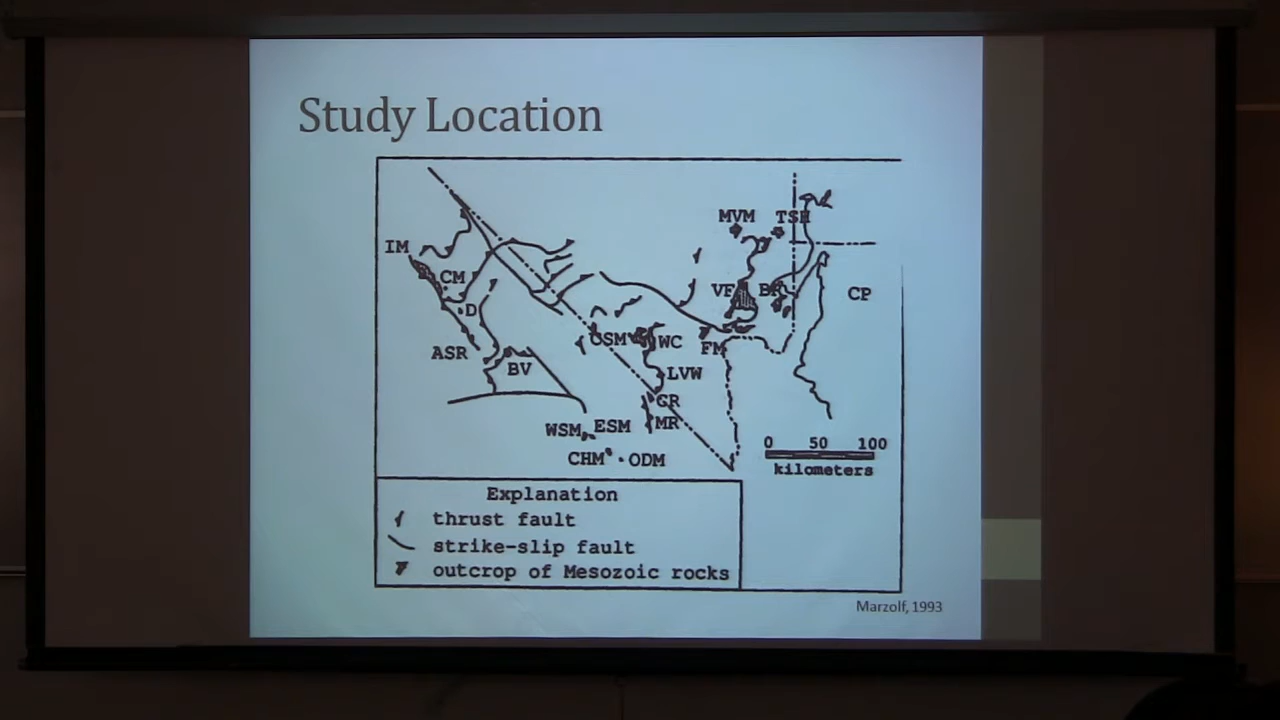 Study Location
MVM TSH
IM
CM
VF BR CP
D
OSM WC FM
ASR
BV LVW
GR
WSM ESM MR
CHM ODM
0 50 100
kilometers
Explanation
thrust fault
strike-slip fault
outcrop of Mesozoic rocks
Marzolf, 1993